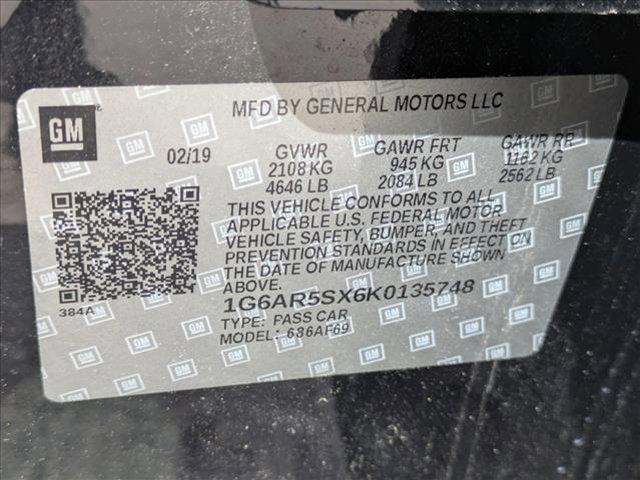 GM
MFD BY GENERAL MOTORS LLC
02/19 GVWR GAWR FRT GAWR RR
2108 KG 945 KG 1162 KG
4646 LB 2084 LB 2562 LB
THIS VEHICLE CONFORMS TO ALL
APPLICABLE U.S. FEDERAL MOTOR
VEHICLE SAFETY, BUMPER, AND THEFT
PREVENTION STANDARDS IN EFFECT ON
THE DATE OF MANUFACTURE SHOWN
ABOVE.
384A
1G6AR5SX6K0135748
TYPE: PASS CAR
MODEL: 686AF69